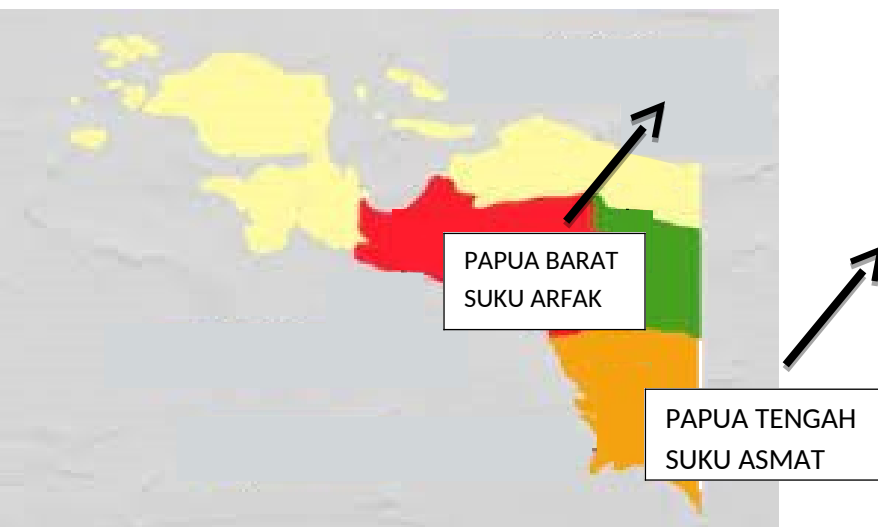 PAPUA BARAT
SUKU ARFAK
PAPUA TENGAH
SUKU ASMAT